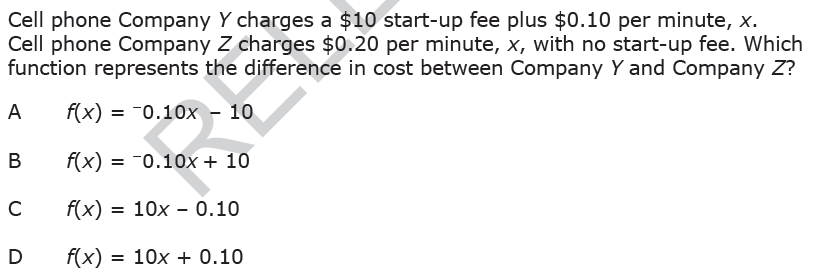 Cell phone Company Y charges a $10 start-up fee plus $0.10 per minute, x.
Cell phone Company Z charges $0.20 per minute, x, with no start-up fee. Which
function represents the difference in cost between Company Y and Company Z?
A f(x) = ⁻0.10x – 10
B f(x) = ⁻0.10x + 10
C f(x) = 10x – 0.10
D f(x) = 10x + 0.10